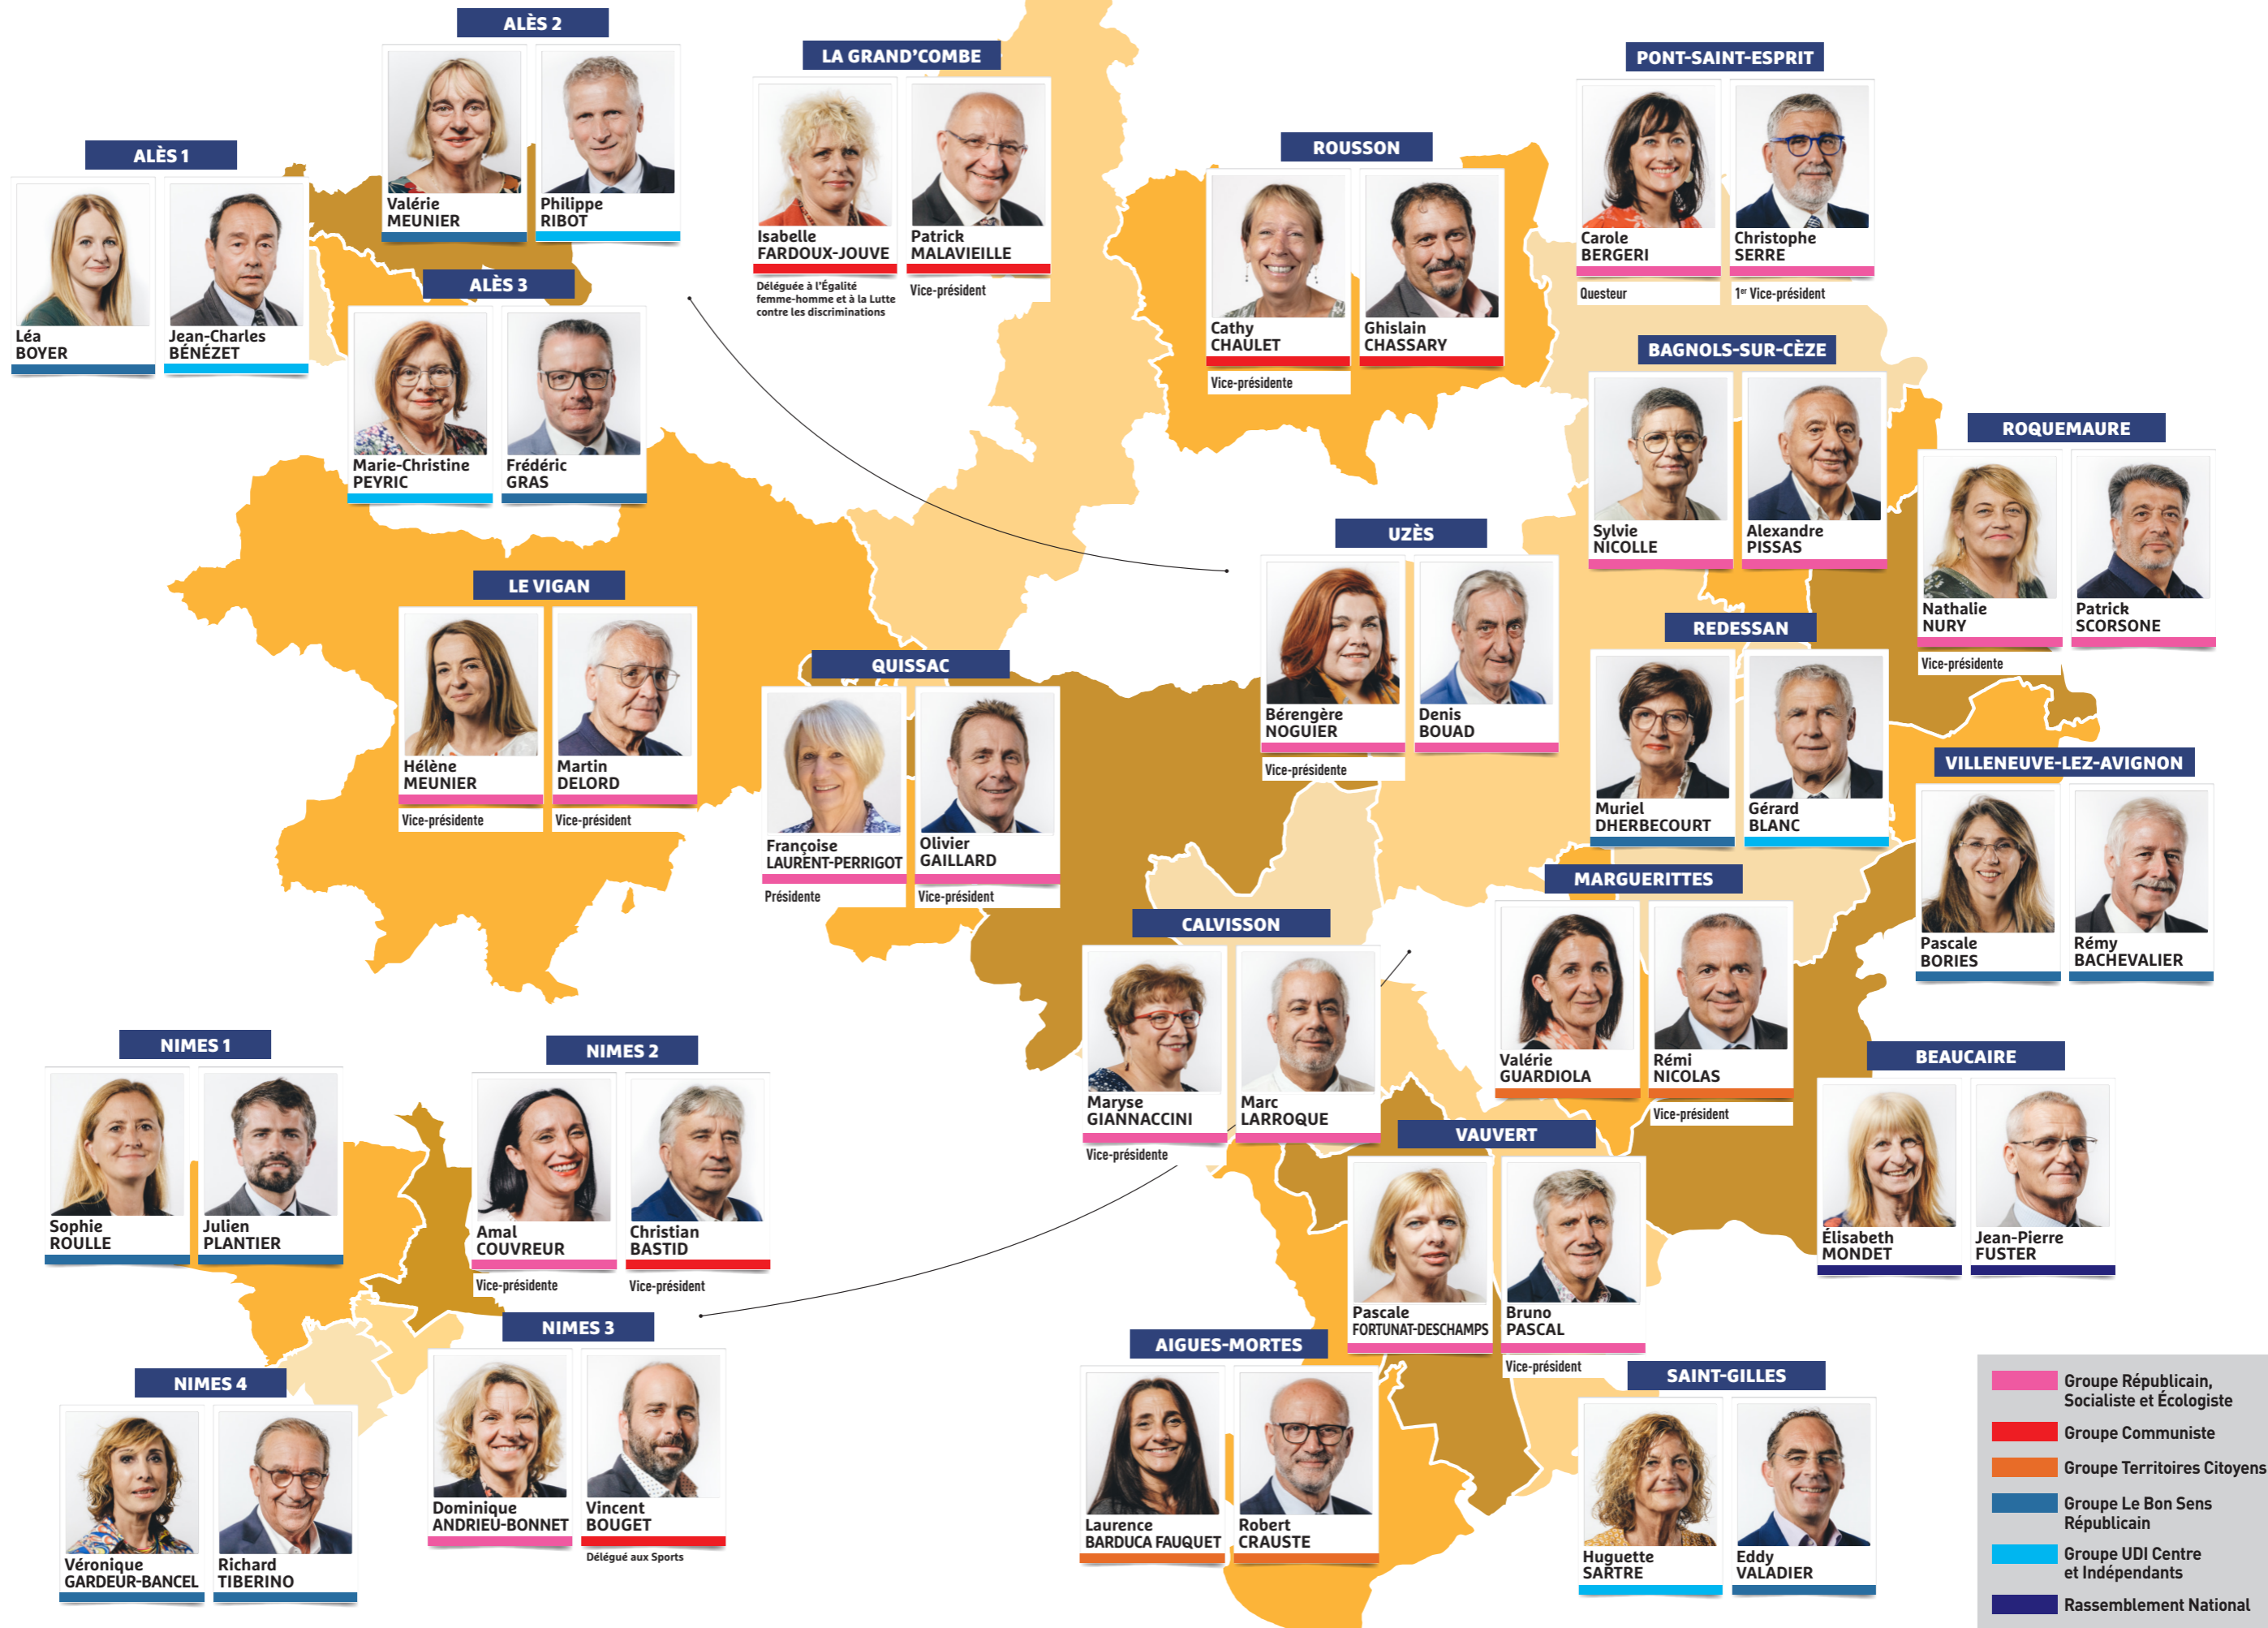 ALÈS 2
Valérie
MEUNIER
Philippe
RIBOT
LA GRAND'COMBE
Isabelle
FARDOUX-JOUVE
Déléguée à l'Égalité
femme-homme et à la Lutte
contre les discriminations
Patrick
MALAVIEILLE
Vice-président
PONT-SAINT-ESPRIT
Carole
BERGERI
Questeur
Christophe
SERRE
1er Vice-président
ALÈS 1
Léa
BOYER
Jean-Charles
BÉNÉZET
ROUSSON
Cathy
CHAULET
Vice-présidente
Ghislain
CHASSARY
ALÈS 3
Marie-Christine
PEYRIC
Frédéric
GRAS
BAGNOLS-SUR-CÈZE
Sylvie
NICOLLE
Alexandre
PISSAS
ROQUEMAURE
Nathalie
NURY
Vice-présidente
Patrick
SCORSONE
UZÈS
Bérengère
NOGUIER
Vice-présidente
Denis
BOUAD
LE VIGAN
Hélène
MEUNIER
Vice-présidente
Martin
DELORD
Vice-président
REDESSAN
Muriel
DHERBECOURT
Gérard
BLANC
QUISSAC
Françoise
LAURENT-PERRIGOT
Présidente
Olivier
GAILLARD
Vice-président
VILLENEUVE-LEZ-AVIGNON
Pascale
BORIES
Rémy
BACHEVALIER
MARGUERITTES
Valérie
GUARDIOLA
Rémi
NICOLAS
Vice-président
CALVISSON
Maryse
GIANNACCINI
Vice-présidente
Marc
LARROQUE
NIMES 1
Sophie
ROULLE
Julien
PLANTIER
NIMES 2
Amal
COUVREUR
Vice-présidente
Christian
BASTID
Vice-président
BEAUCAIRE
Élisabeth
MONDET
Jean-Pierre
FUSTER
VAUVERT
Pascale
FORTUNAT-DESCHAMPS
Bruno
PASCAL
Vice-président
NIMES 3
Dominique
ANDRIEU-BONNET
Vincent
BOUGET
Délégué aux Sports
AIGUES-MORTES
Laurence
BARDUCA FAUQUET
Robert
CRAUSTE
SAINT-GILLES
Huguette
SARTRE
Eddy
VALADIER
NIMES 4
Véronique
GARDEUR-BANCEL
Richard
TIBERINO
Groupe Républicain,
Socialiste et Écologiste
Groupe Communiste
Groupe Territoires Citoyens
Groupe Le Bon Sens
Républicain
Groupe UDI Centre
et Indépendants
Rassemblement National